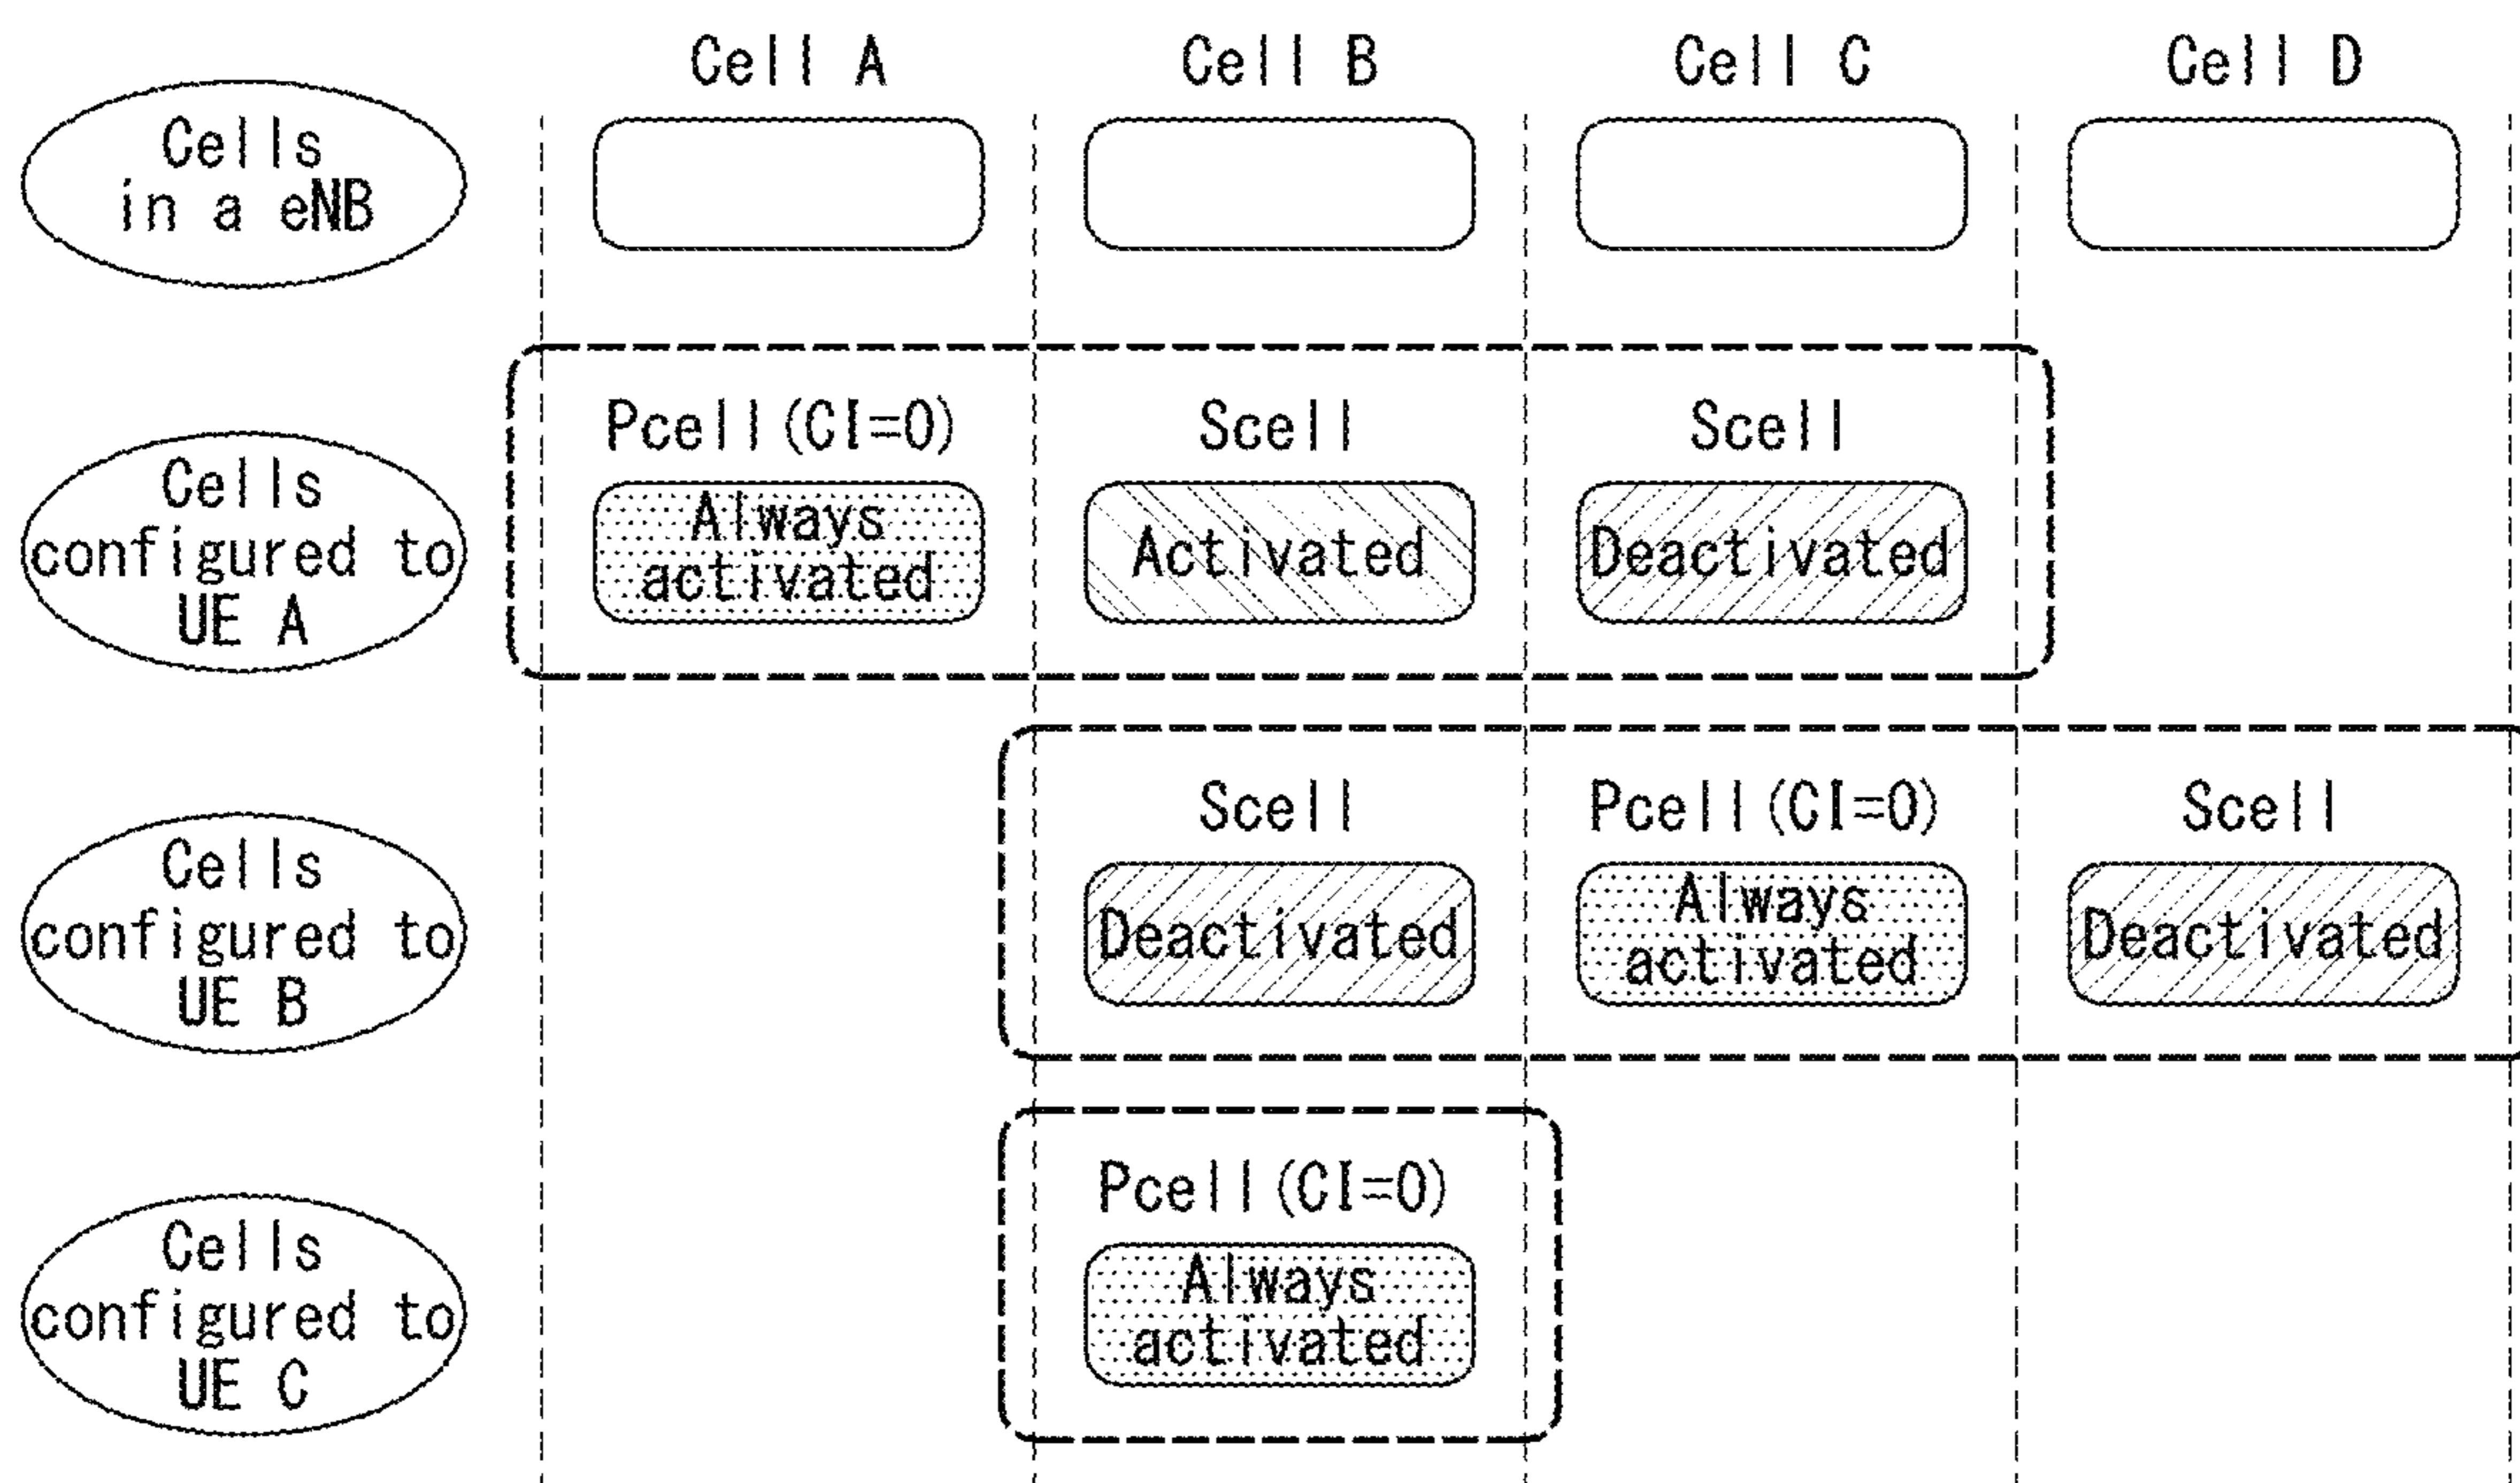 Cell A
Cell B
Cell C
Cell D
Cells
in a eNB
Cells
configured to
UE A
Pcell(CI=0)
Always
activated
Scell
Activated
Scell
Deactivated
Cells
configured to
UE B
Scell
Deactivated
Pcell(CI=0)
Always
activated
Scell
Deactivated
Cells
configured to
UE C
Pcell(CI=0)
Always
activated